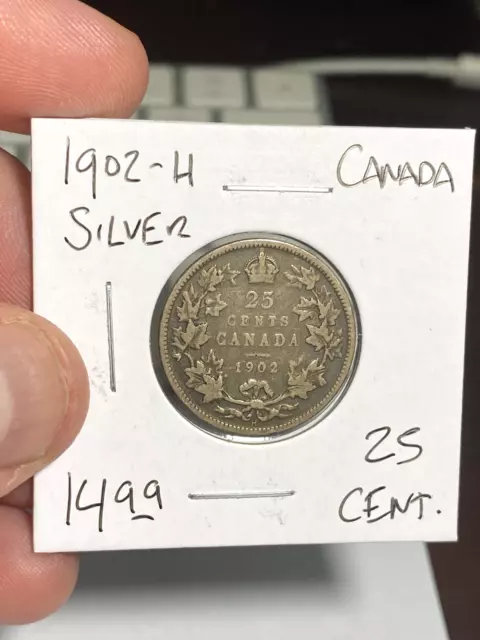 1902-H
CANADA
SILVER
25
CENTS
CANADA
1902
H
25
1499
CENT.